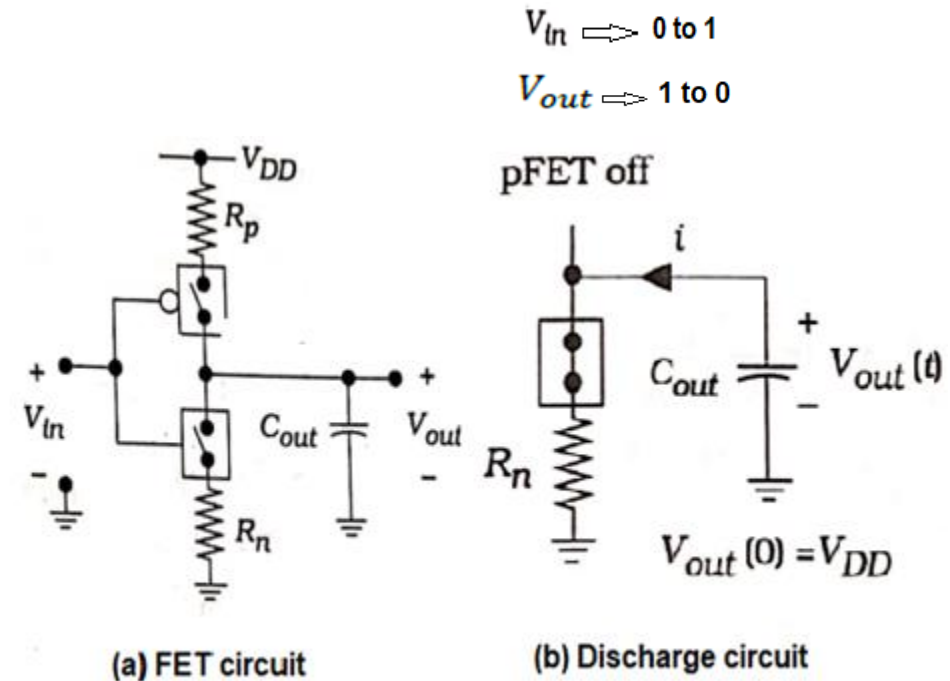 V_in ⇨ 0 to 1
V_out ⇨ 1 to 0
V_DD
R_p
+
V_in
-
C_out
+
V_out
-
R_n
(a) FET circuit
pFET off
i
R_n
C_out
+
V_out (t)
-
V_out (0) = V_DD
(b) Discharge circuit